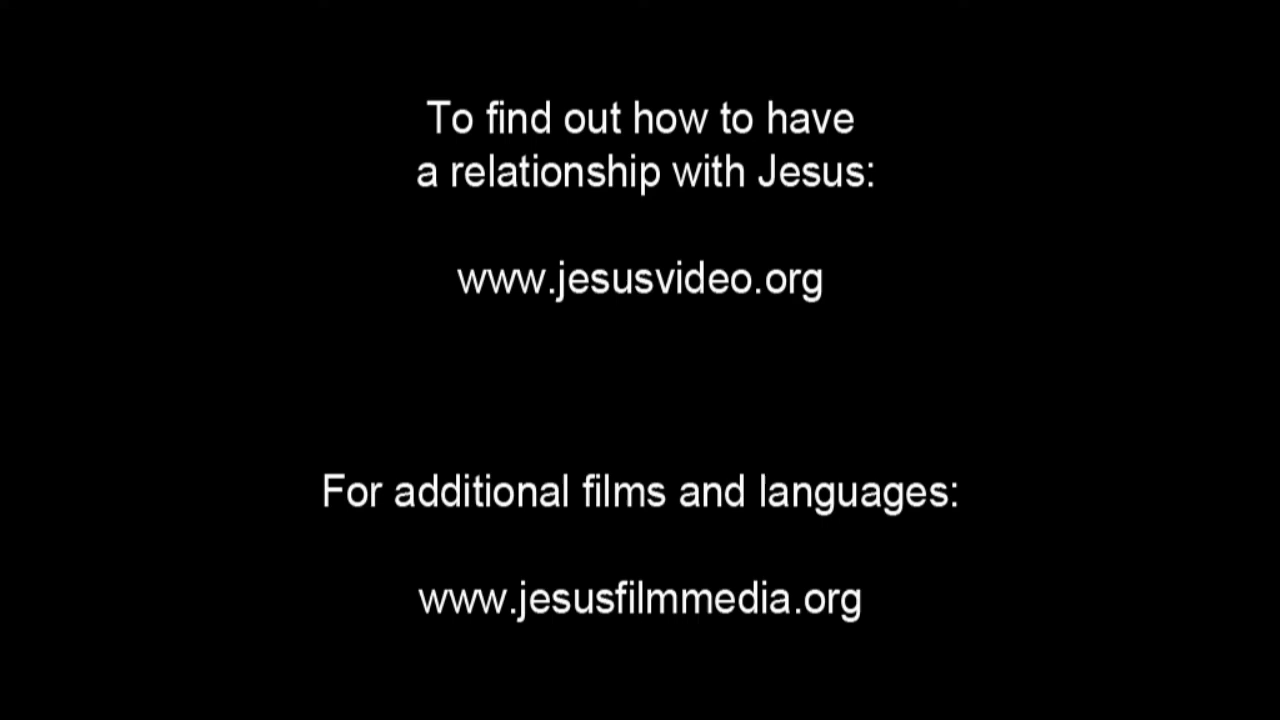 To find out how to have
a relationship with Jesus:
www.jesusvideo.org
For additional films and languages:
www.jesusfilmmedia.org